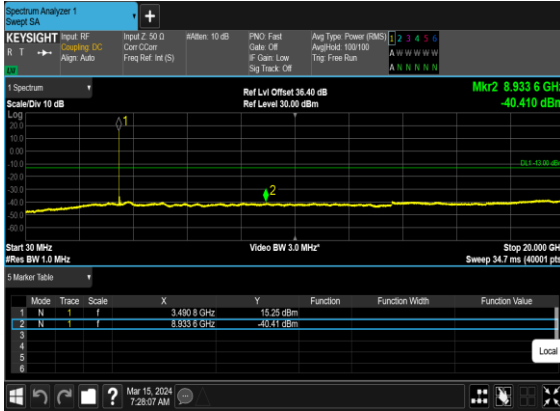 Spectrum Analyzer 1
Swept SA
+
KEYSIGHT
R T
Input: RF
Coupling: DC
Align: Auto
Input Z: 50 Ω
Corr CCorr
Freq Ref: Int (S)
#Atten: 10 dB
PNO: Fast
Gate: Off
IF Gain: Low
Sig Track: Off
Avg Type: Power (RMS)
Avg|Hold: 100/100
Trig: Free Run
1 2 3 4 5 6
A W W W W W
A N N N N N
1 Spectrum
Scale/Div 10 dB
Ref Lvl Offset 36.40 dB
Ref Level 30.00 dBm
Mkr2 8.933 6 GHz
-40.410 dBm
Log
20.0
10.0
0.00
-10.0
-20.0
-30.0
-40.0
-50.0
-60.0
1
2
DL1 -13.00 dBm
Start 30 MHz
#Res BW 1.0 MHz
Video BW 3.0 MHz*
Stop 20.000 GH
Sweep 34.7 ms (40001 pts
5 Marker Table
Mode Trace Scale X Y Function Function Width Function Value
1 N 1 f 3.490 8 GHz 15.25 dBm
2 N 1 f 8.933 6 GHz -40.41 dBm
3
4
5
6
Local
?
Mar 15, 2024
7:28:07 AM